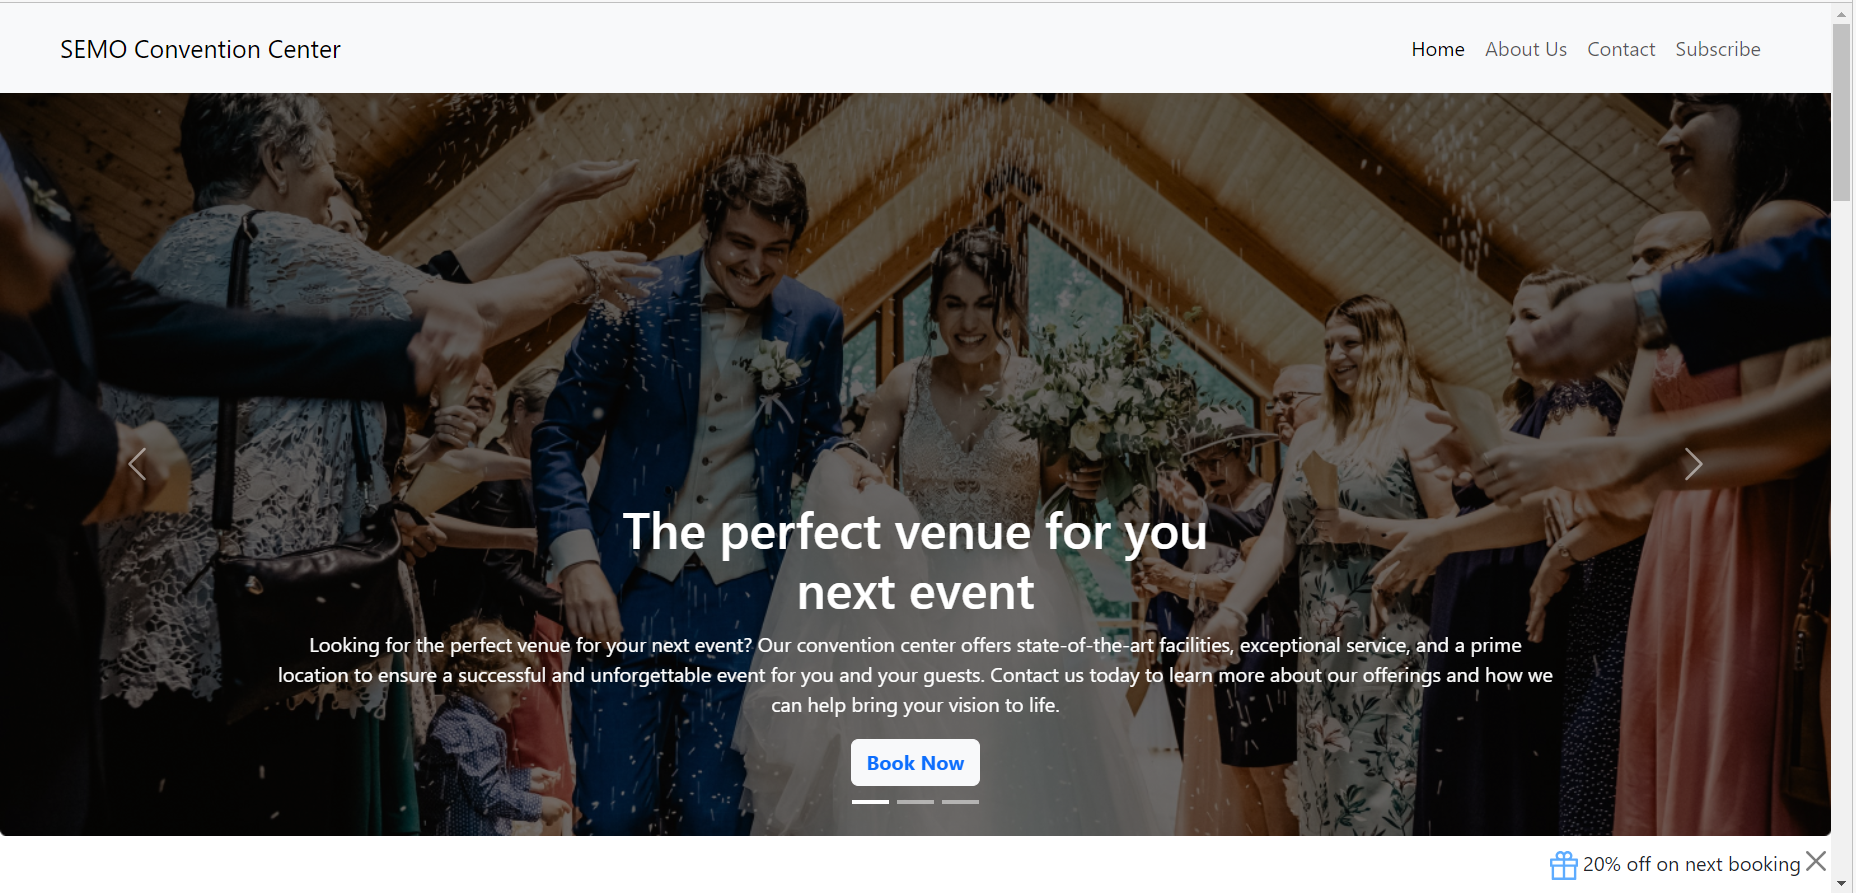 SEMO Convention Center
Home About Us Contact Subscribe
The perfect venue for you
next event
Looking for the perfect venue for your next event? Our convention center offers state-of-the-art facilities, exceptional service, and a prime
location to ensure a successful and unforgettable event for you and your guests. Contact us today to learn more about our offerings and how we
can help bring your vision to life.
Book Now
20% off on next booking